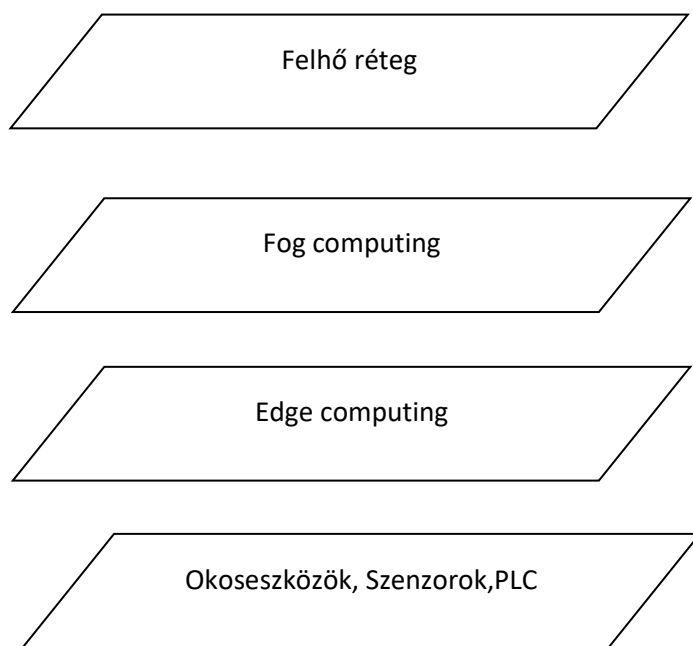 Felhő réteg
Fog computing
Edge computing
Okoseszközök, Szenzorok,PLC